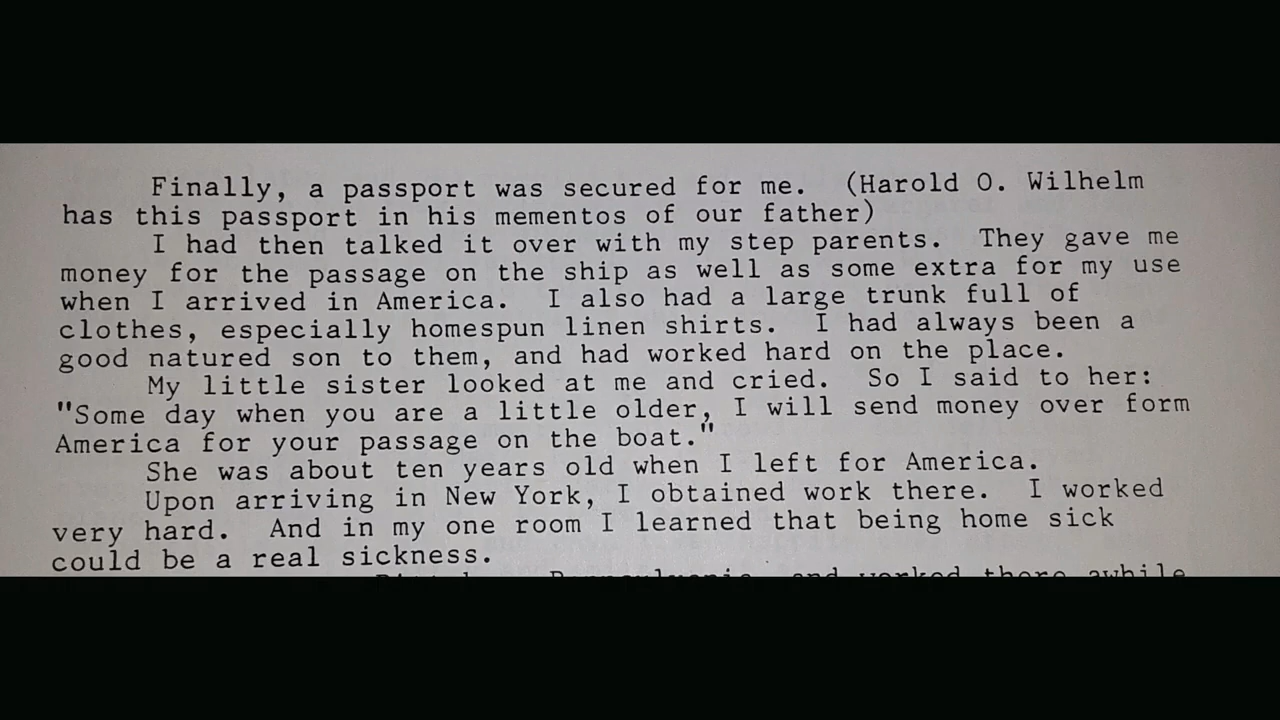 Finally, a passport was secured for me. (Harold O. Wilhelm
has this passport in his mementos of our father)
I had then talked it over with my step parents. They gave me
money for the passage on the ship as well as some extra for my use
when I arrived in America. I also had a large trunk full of
clothes, especially homespun linen shirts. I had always been a
good natured son to them, and had worked hard on the place.
My little sister looked at me and cried. So I said to her:
"Some day when you are a little older, I will send money over form
America for your passage on the boat."
She was about ten years old when I left for America.
Upon arriving in New York, I obtained work there. I worked
very hard. And in my one room I learned that being home sick
could be a real sickness.
Pennsylvania, and worked there awhile